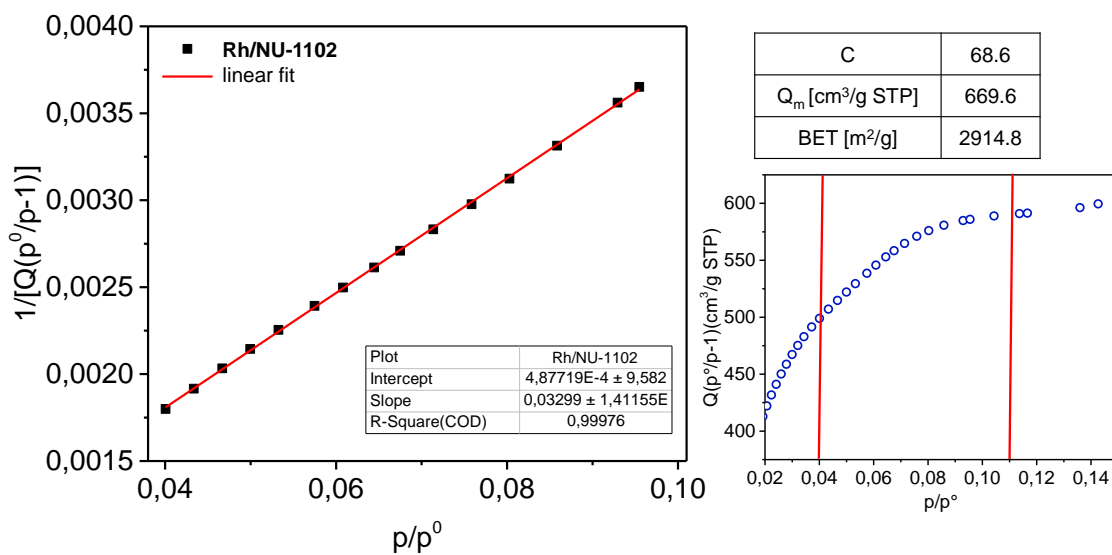 0,0040
0,0035
0,0030
0,0025
0,0020
0,0015
1/[Q(p⁰/p-1)]
Rh/NU-1102
linear fit
Plot Rh/NU-1102
Intercept 4,87719E-4 ± 9,582
Slope 0,03299 ± 1,41155E
R-Square(COD) 0,99976
0,04 0,06 0,08 0,10
p/p⁰
C 68.6
Qₘ [cm³/g STP] 669.6
BET [m²/g] 2914.8
600
550
500
450
400
Q(p°/p-1)(cm³/g STP)
0,02 0,04 0,06 0,08 0,10 0,12 0,14
p/p°